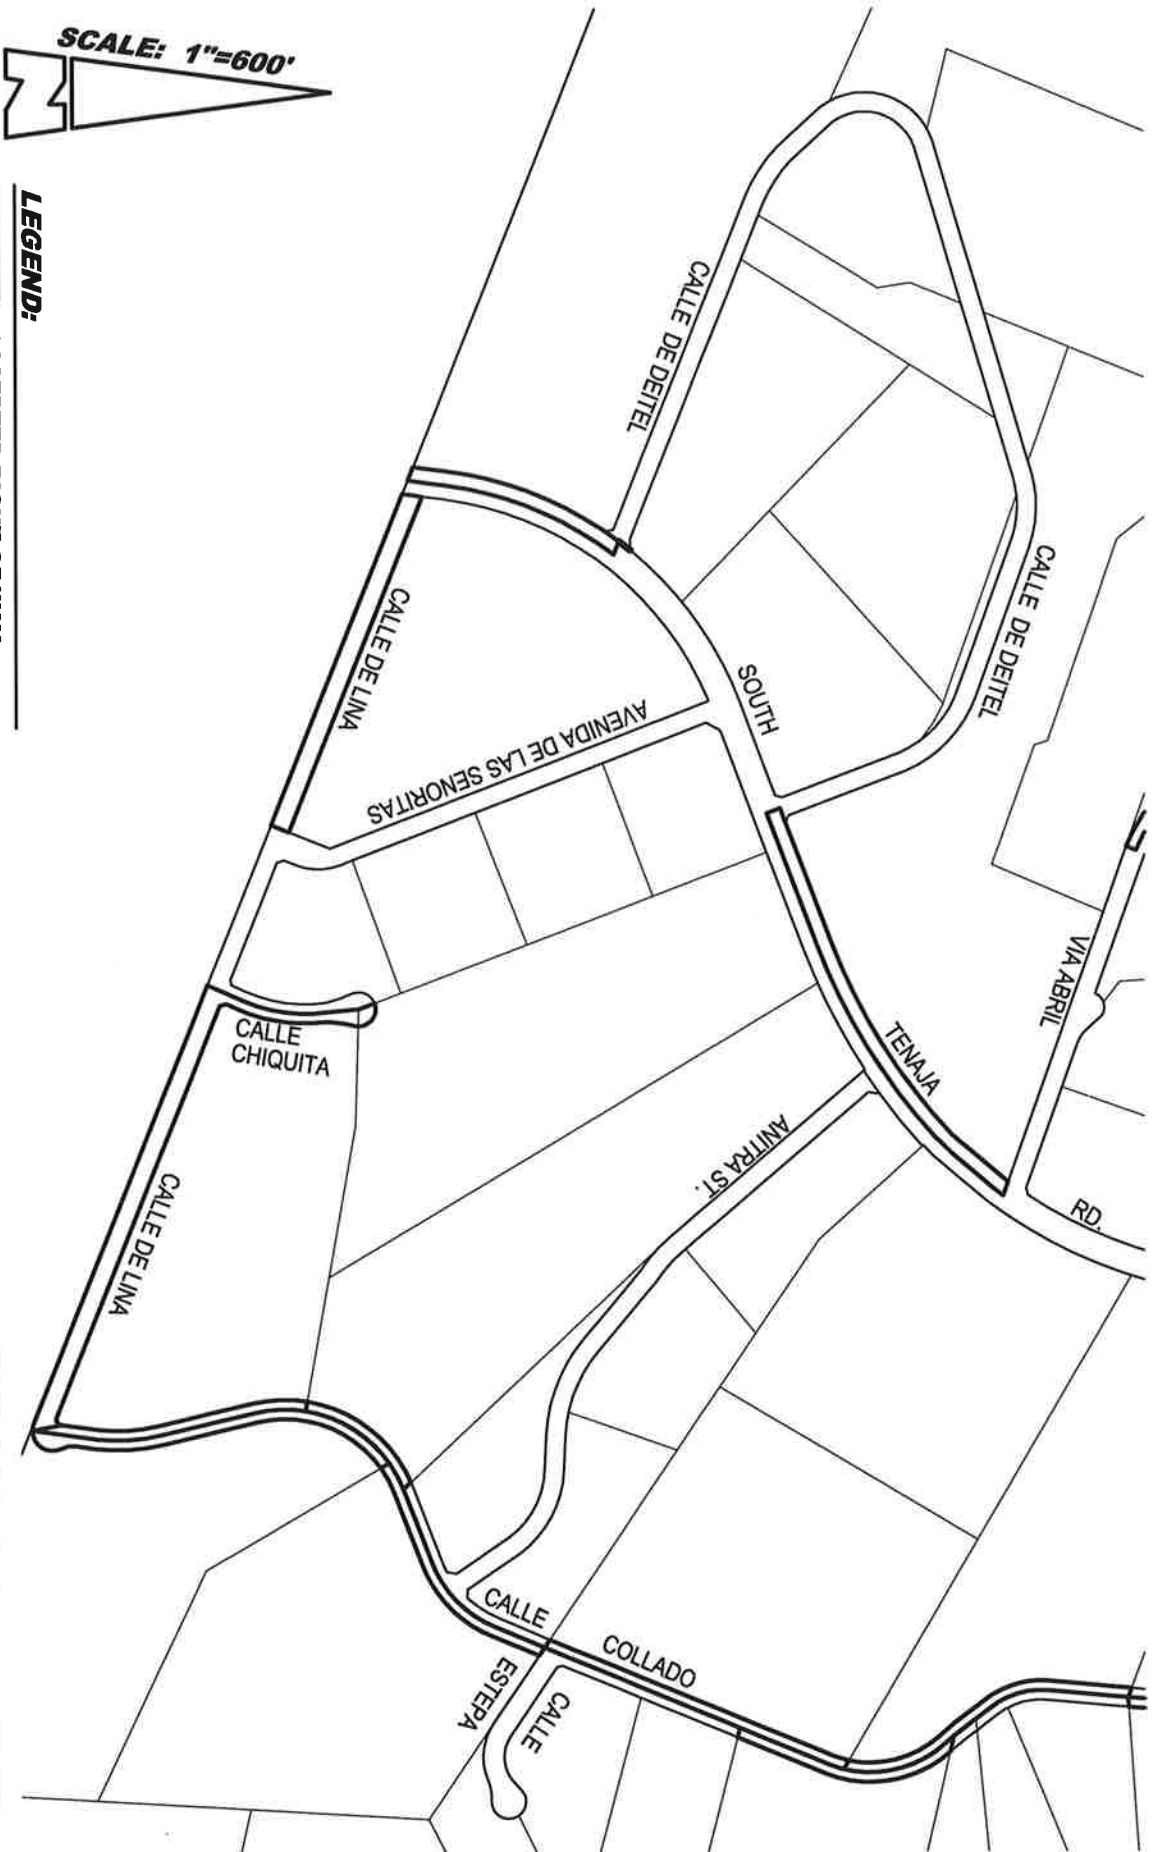 SCALE: 1"=600'
N
LEGEND:
CALLE DE DEITEL
CALLE DE DEITEL
CALLE DE LINA
SOUTH
AVENIDA DE LAS SENORITAS
VIA ABRIL
TENAJA
RD.
CALLE
CHIQUITA
ANITRA ST.
CALLE DE LINA
CALLE
COLLADO
CALLE
ESTEPA